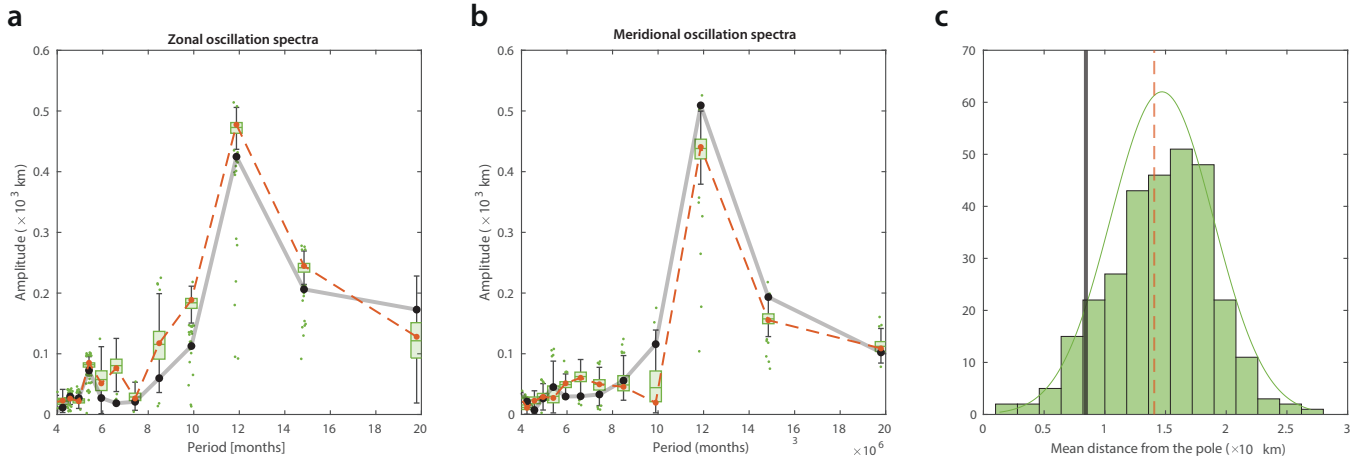 a
Zonal oscillation spectra
Amplitude ( ×10³ km)
0.6
0.5
0.4
0.3
0.2
0.1
0
4 6 8 10 12 14 16 18 20
Period [months]
b
Meridional oscillation spectra
Amplitude ( ×10³ km)
0.6
0.5
0.4
0.3
0.2
0.1
0
4 6 8 10 12 14 16 18 20
Period (months)
3
×10⁶
c
70
60
50
40
30
20
10
0
0 0.5 1 1.5 2 2.5 3
Mean distance from the pole (×10 km)